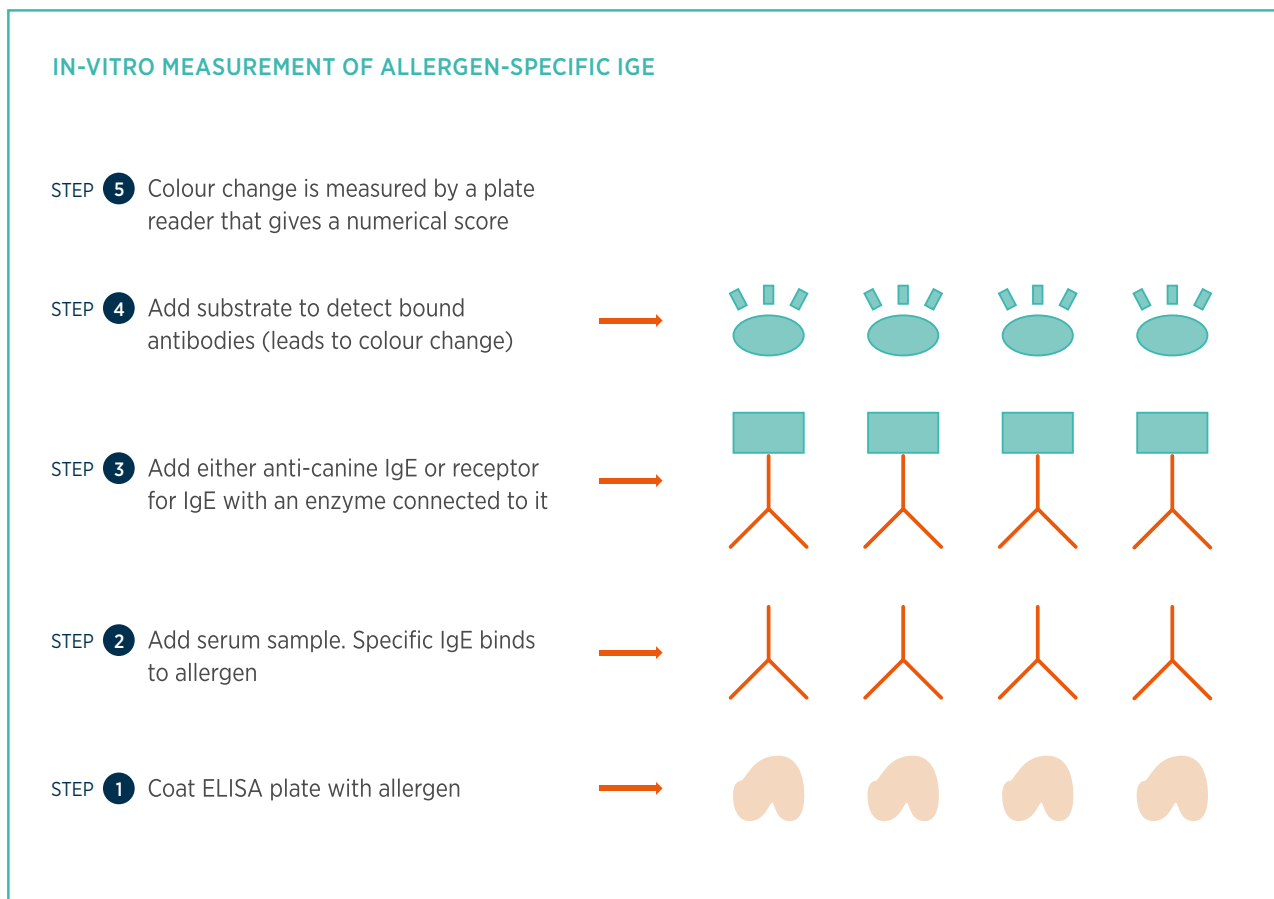 IN-VITRO MEASUREMENT OF ALLERGEN-SPECIFIC IGE
STEP 5 Colour change is measured by a plate
reader that gives a numerical score
STEP 4 Add substrate to detect bound
antibodies (leads to colour change)
STEP 3 Add either anti-canine IgE or receptor
for IgE with an enzyme connected to it
STEP 2 Add serum sample. Specific IgE binds
to allergen
STEP 1 Coat ELISA plate with allergen